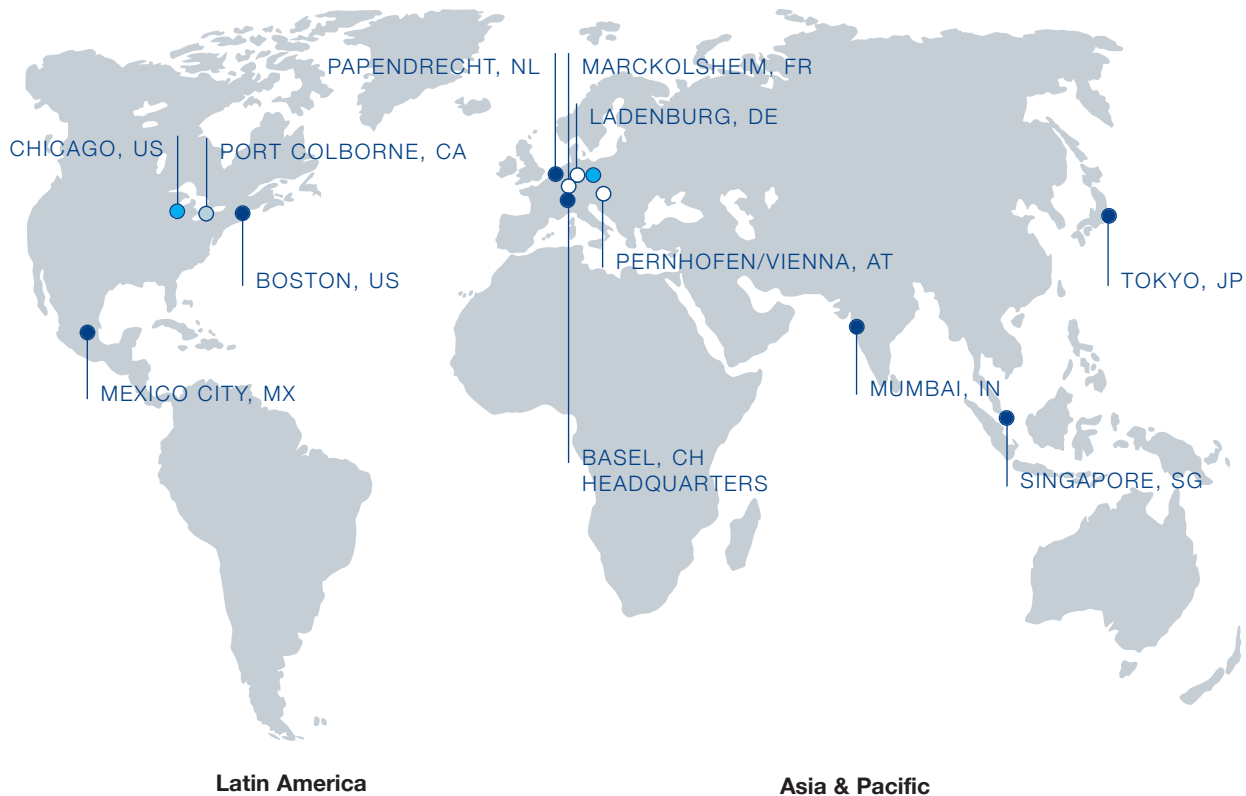 PAPENDRECHT, NL
MARCKOLSHEIM, FR
LADENBURG, DE
CHICAGO, US
PORT COLBORNE, CA
BOSTON, US
PERNHOFEN/VIENNA, AT
TOKYO, JP
MEXICO CITY, MX
MUMBAI, IN
BASEL, CH
HEADQUARTERS
SINGAPORE, SG
Latin America
Asia & Pacific